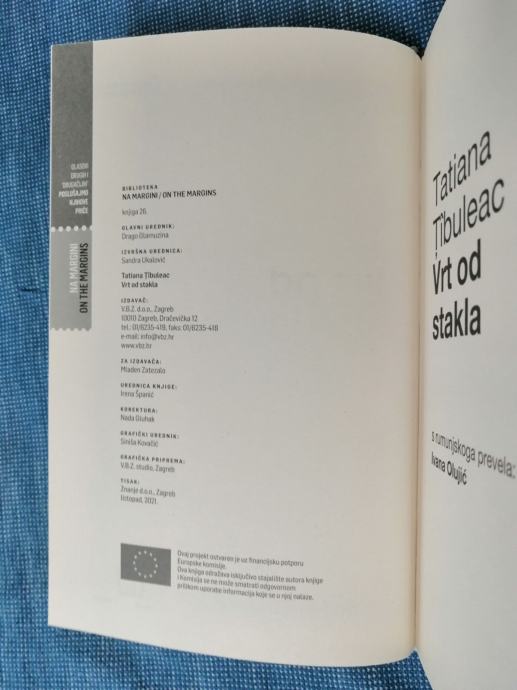 GLASOVI
DRUGIH I
'DRUGAČIJIH'
POSLUŠAJMO
NJIHOVE
PRIČE
NA MARGINI
ON THE MARGINS
BIBLIOTEKA
NA MARGINI / ON THE MARGINS
knjiga 26.
GLAVNI UREDNIK:
Drago Glamuzina
IZVRŠNA UREDNICA:
Sandra Ukalović
Tatiana Țîbuleac
Vrt od stakla
IZDAVAČ:
V.B.Z. d.o.o., Zagreb
10010 Zagreb, Dračevička 12
tel.: 01/6235-419, faks: 01/6235-418
e-mail: info@vbz.hr
www.vbz.hr
ZA IZDAVAČA:
Mladen Zatezalo
UREDNICA KNJIGE:
Irena Španić
KOREKTURA:
Nada Gluhak
GRAFIČKI UREDNIK:
Siniša Kovačić
GRAFIČKA PRIPREMA:
V.B.Z. studio, Zagreb
TISAK:
Znanje d.o.o., Zagreb
listopad, 2021.
Ovaj projekt ostvaren je uz financijsku potporu
Europske komisije.
Ova knjiga odražava isključivo stajalište autora knjige
i Komisija se ne može smatrati odgovornom
prilikom uporabe informacija koje se u njoj nalaze.
Tatiana
Țîbuleac
Vrt od
stakla
s rumunjskoga prevela:
Ivana Olujić